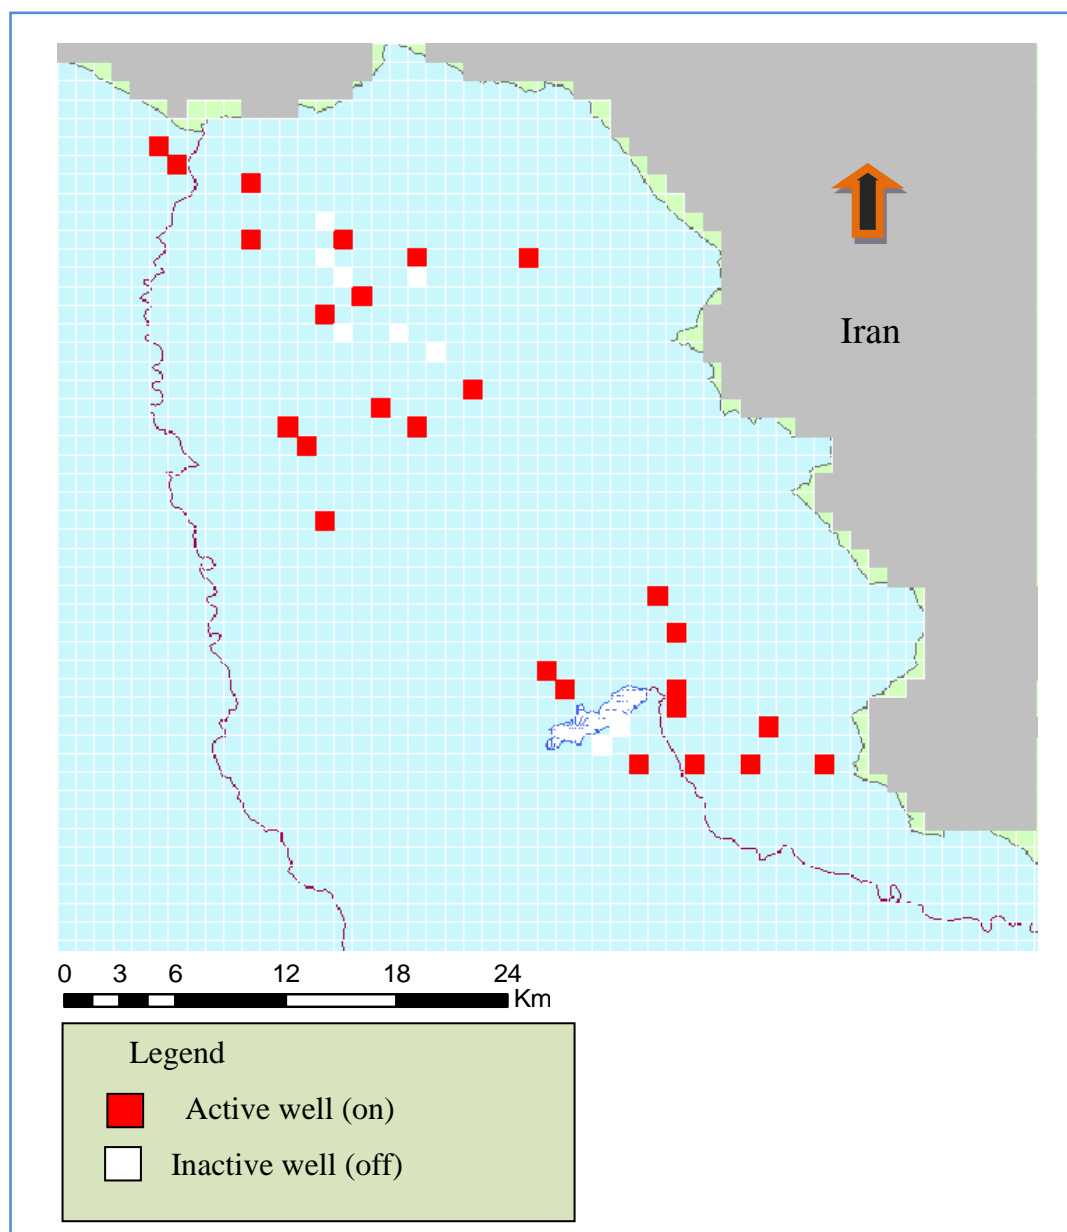 Iran
0 3 6 12 18 24
Km
Legend
Active well (on)
Inactive well (off)